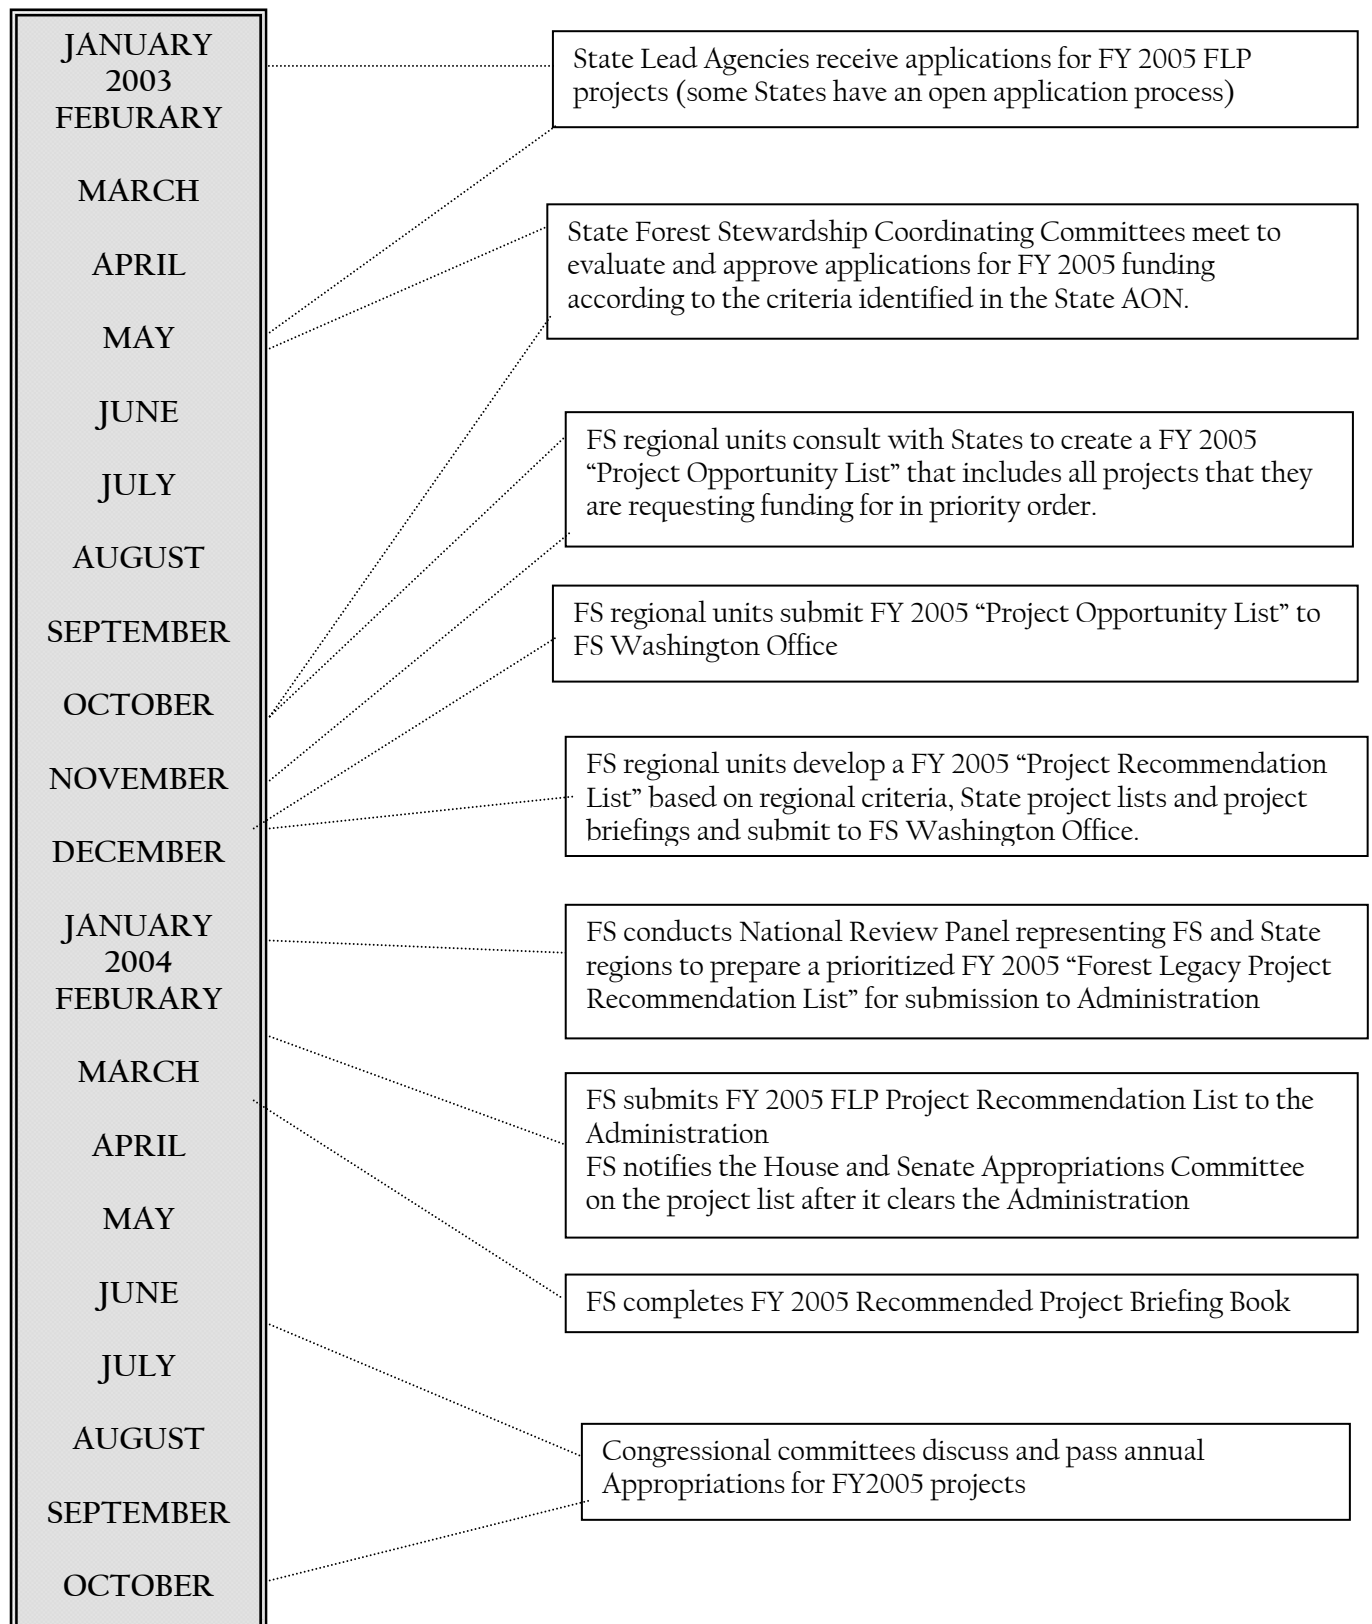 JANUARY
2003
FEBURARY
MARCH
APRIL
MAY
JUNE
JULY
AUGUST
SEPTEMBER
OCTOBER
NOVEMBER
DECEMBER
JANUARY
2004
FEBURARY
MARCH
APRIL
MAY
JUNE
JULY
AUGUST
SEPTEMBER
OCTOBER
State Lead Agencies receive applications for FY 2005 FLP
projects (some States have an open application process)
State Forest Stewardship Coordinating Committees meet to
evaluate and approve applications for FY 2005 funding
according to the criteria identified in the State AON.
FS regional units consult with States to create a FY 2005
“Project Opportunity List” that includes all projects that they
are requesting funding for in priority order.
FS regional units submit FY 2005 “Project Opportunity List” to
FS Washington Office
FS regional units develop a FY 2005 “Project Recommendation
List” based on regional criteria, State project lists and project
briefings and submit to FS Washington Office.
FS conducts National Review Panel representing FS and State
regions to prepare a prioritized FY 2005 “Forest Legacy Project
Recommendation List” for submission to Administration
FS submits FY 2005 FLP Project Recommendation List to the
Administration
FS notifies the House and Senate Appropriations Committee
on the project list after it clears the Administration
FS completes FY 2005 Recommended Project Briefing Book
Congressional committees discuss and pass annual
Appropriations for FY2005 projects